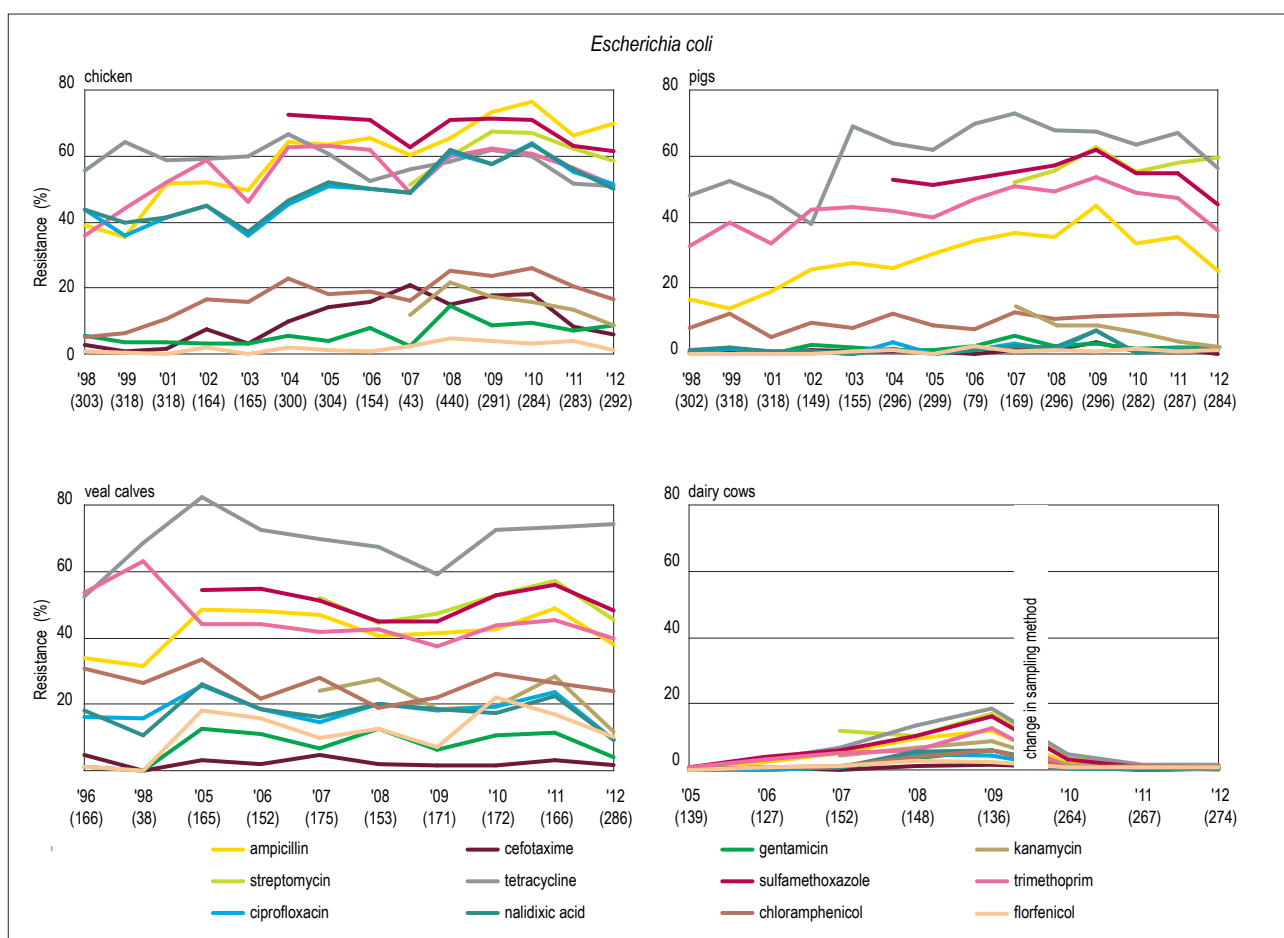 Escherichia coli
chicken
pigs
80
60
40
20
0
Resistance (%)
'98 '99 '01 '02 '03 '04 '05 '06 '07 '08 '09 '10 '11 '12
(303) (318) (318) (164) (165) (300) (304) (154) (43) (440) (291) (284) (283) (292)
80
60
40
20
0
'98 '99 '01 '02 '03 '04 '05 '06 '07 '08 '09 '10 '11 '12
(302) (318) (318) (149) (155) (296) (299) (79) (169) (296) (296) (282) (287) (284)
veal calves
dairy cows
80
60
40
20
0
Resistance (%)
'96 '98 '05 '06 '07 '08 '09 '10 '11 '12
(166) (38) (165) (152) (175) (153) (171) (172) (166) (286)
80
60
40
20
0
change in sampling method
'05 '06 '07 '08 '09 '10 '11 '12
(139) (127) (152) (148) (136) (264) (267) (274)
ampicillin cefotaxime gentamicin kanamycin
streptomycin tetracycline sulfamethoxazole trimethoprim
ciprofloxacin nalidixic acid chloramphenicol florfenicol